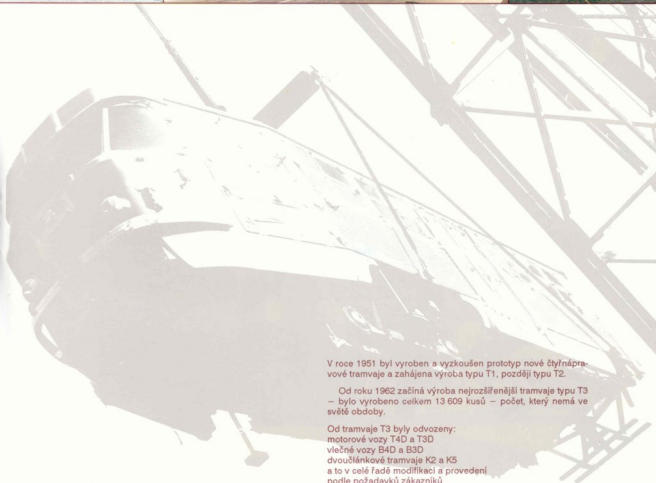 V roce 1951 byl vyroben a vyzkoušen prototyp nové čtyřnápra-
vové tramvaje a zahájena výroba typu T1, později typu T2.
Od roku 1962 začíná výroba nejrozšířenější tramvaje typu T3
– bylo vyrobeno celkem 13 609 kusů – počet, který nemá ve
světě obdoby.
Od tramvaje T3 byly odvozeny:
motorové vozy T4D a T3D
vlečné vozy B4D a B3D
dvoučlánkové tramvaje K2 a K5
a to v celé řadě modifikací a provedení
podle požadavků zákazníků